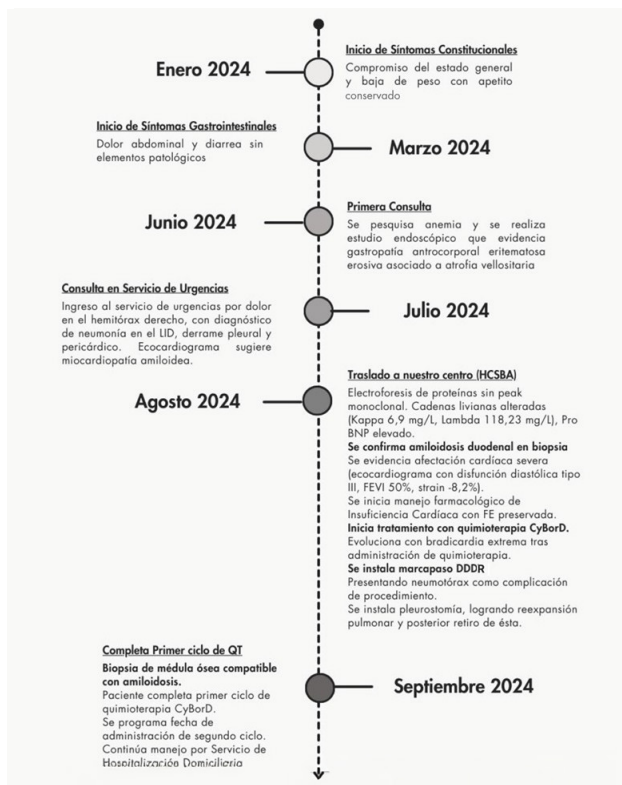 Enero 2024
Inicio de Síntomas Constitucionales
Compromiso del estado general
y baja de peso con apetito
conservado
Inicio de Síntomas Gastrointestinales
Dolor abdominal y diarrea sin
elementos patológicos
Marzo 2024
Junio 2024
Primera Consulta
Se pesquisa anemia y se realiza
estudio endoscópico que evidencia
gastropatía antrocorporal eritematosa
erosiva asociado a atrofia vellositaria
Consulta en Servicio de Urgencias
Ingreso al servicio de urgencias por dolor
en el hemitórax derecho, con diagnóstico
de neumonía en el LID, derrame pleural y
pericárdico. Ecocardiograma sugiere
miocardiopatía amiloidea.
Julio 2024
Agosto 2024
Traslado a nuestro centro (HCSBA)
Electroforesis de proteínas sin peak
monoclonal. Cadenas livianas alteradas
(Kappa 6,9 mg/L, Lambda 118,23 mg/L), Pro
BNP elevado.
Se confirma amiloidosis duodenal en biopsia
Se evidencia afectación cardíaca severa
(ecocardiograma con disfunción diastólica tipo
III, FEVI 50%, strain -8,2%).
Se inicia manejo farmacológico de
Insuficiencia Cardíaca con FE preservada.
Inicia tratamiento con quimioterapia CyBorD.
Evoluciona con bradicardia extrema tras
administración de quimioterapia.
Se instala marcapaso DDDR
Presentando neumotórax como complicación
de procedimiento.
Se instala pleurostomía, logrando reexpansión
pulmonar y posterior retiro de ésta.
Completa Primer ciclo de QT
Biopsia de médula ósea compatible
con amiloidosis.
Paciente completa primer ciclo de
quimioterapia CyBorD.
Se programa fecha de
administración de segundo ciclo.
Continúa manejo por Servicio de
Hospitalización Domiciliaria
Septiembre 2024